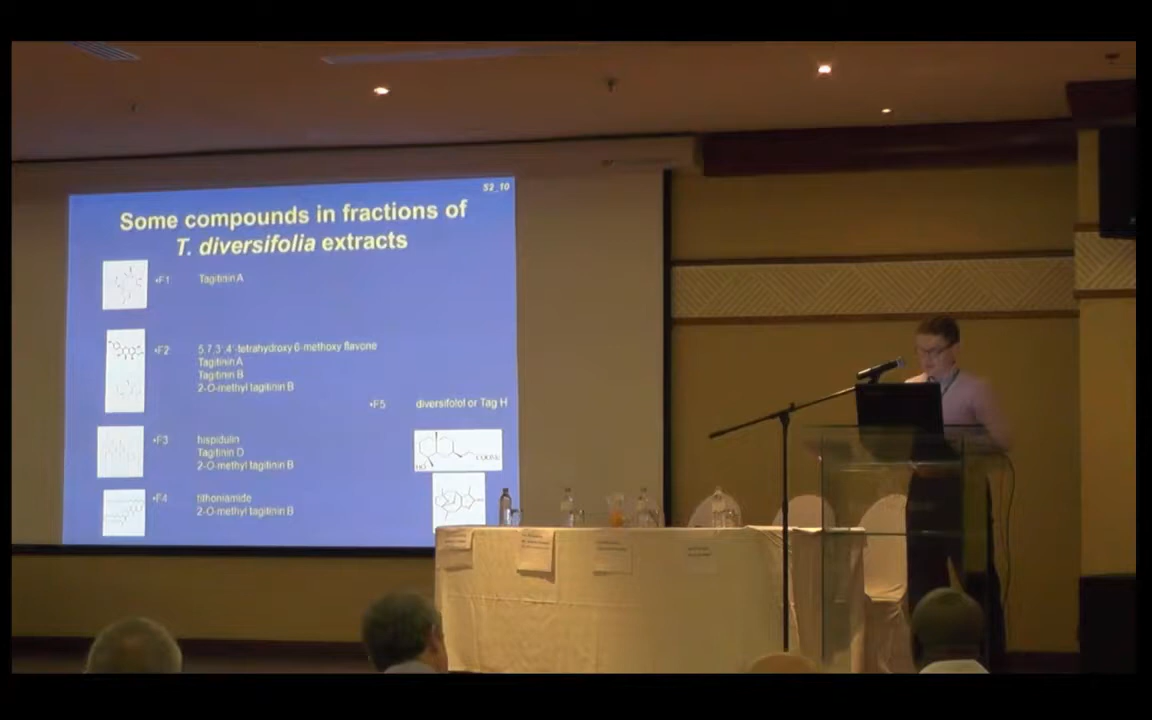 S2_10
Some compounds in fractions of
T. diversifolia extracts
•F1 Tagitinin A
•F2 5,7,3',4'-tetrahydroxy 6-methoxy flavone
Tagitinin A
Tagitinin B
2-O-methyl tagitinin B
•F3 hispidulin
Tagitinin D
2-O-methyl tagitinin B
•F4 tithoniamide
2-O-methyl tagitinin B
•F5 diversifolol or Tag H
HO